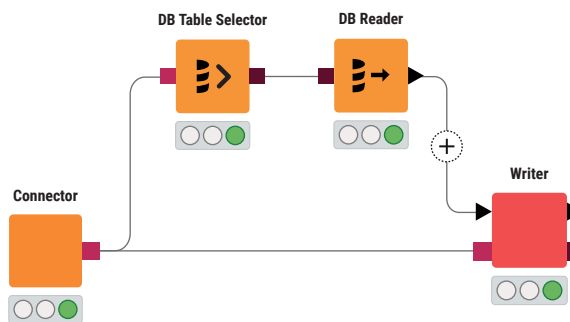 DB Table Selector
DB Reader
Writer
Connector